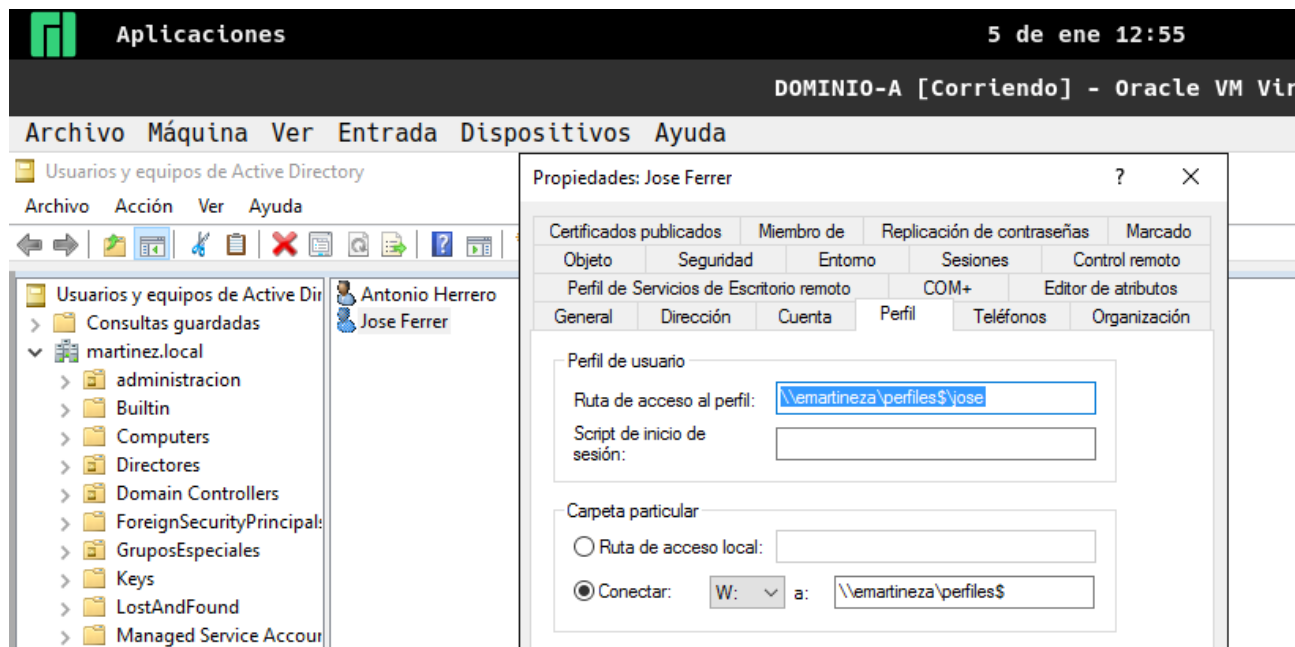 Aplicaciones 5 de ene 12:55
DOMINIO-A [Corriendo] - Oracle VM Vir
Archivo Máquina Ver Entrada Dispositivos Ayuda
Usuarios y equipos de Active Directory
Archivo Acción Ver Ayuda
Usuarios y equipos de Active Dir
Consultas guardadas
martinez.local
administracion
Builtin
Computers
Directores
Domain Controllers
ForeignSecurityPrincipals
GruposEspeciales
Keys
LostAndFound
Managed Service Accour
Antonio Herrero
Jose Ferrer
Propiedades: Jose Ferrer ? ×
Certificados publicados Miembro de Replicación de contraseñas Marcado
Objeto Seguridad Entorno Sesiones Control remoto
Perfil de Servicios de Escritorio remoto COM+ Editor de atributos
General Dirección Cuenta Perfil Teléfonos Organización
Perfil de usuario
Ruta de acceso al perfil: \\emartineza\perfiles$\jose
Script de inicio de
sesión:
Carpeta particular
Ruta de acceso local:
Conectar: W: a: \\emartineza\perfiles$